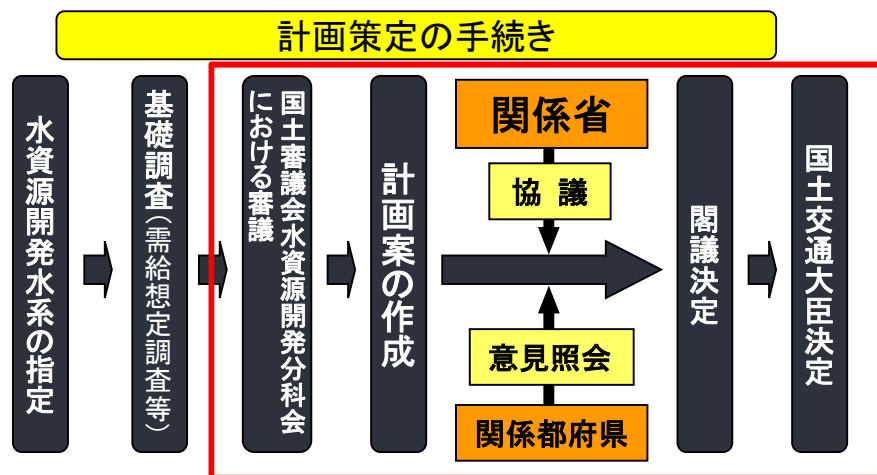 計画策定の手続き
水資源開発水系の指定
基礎調査(需給想定調査等)
国土審議会水資源開発分科会
における審議
計画案の作成
関係省
協 議
意見照会
関係都府県
閣議決定
国土交通大臣決定